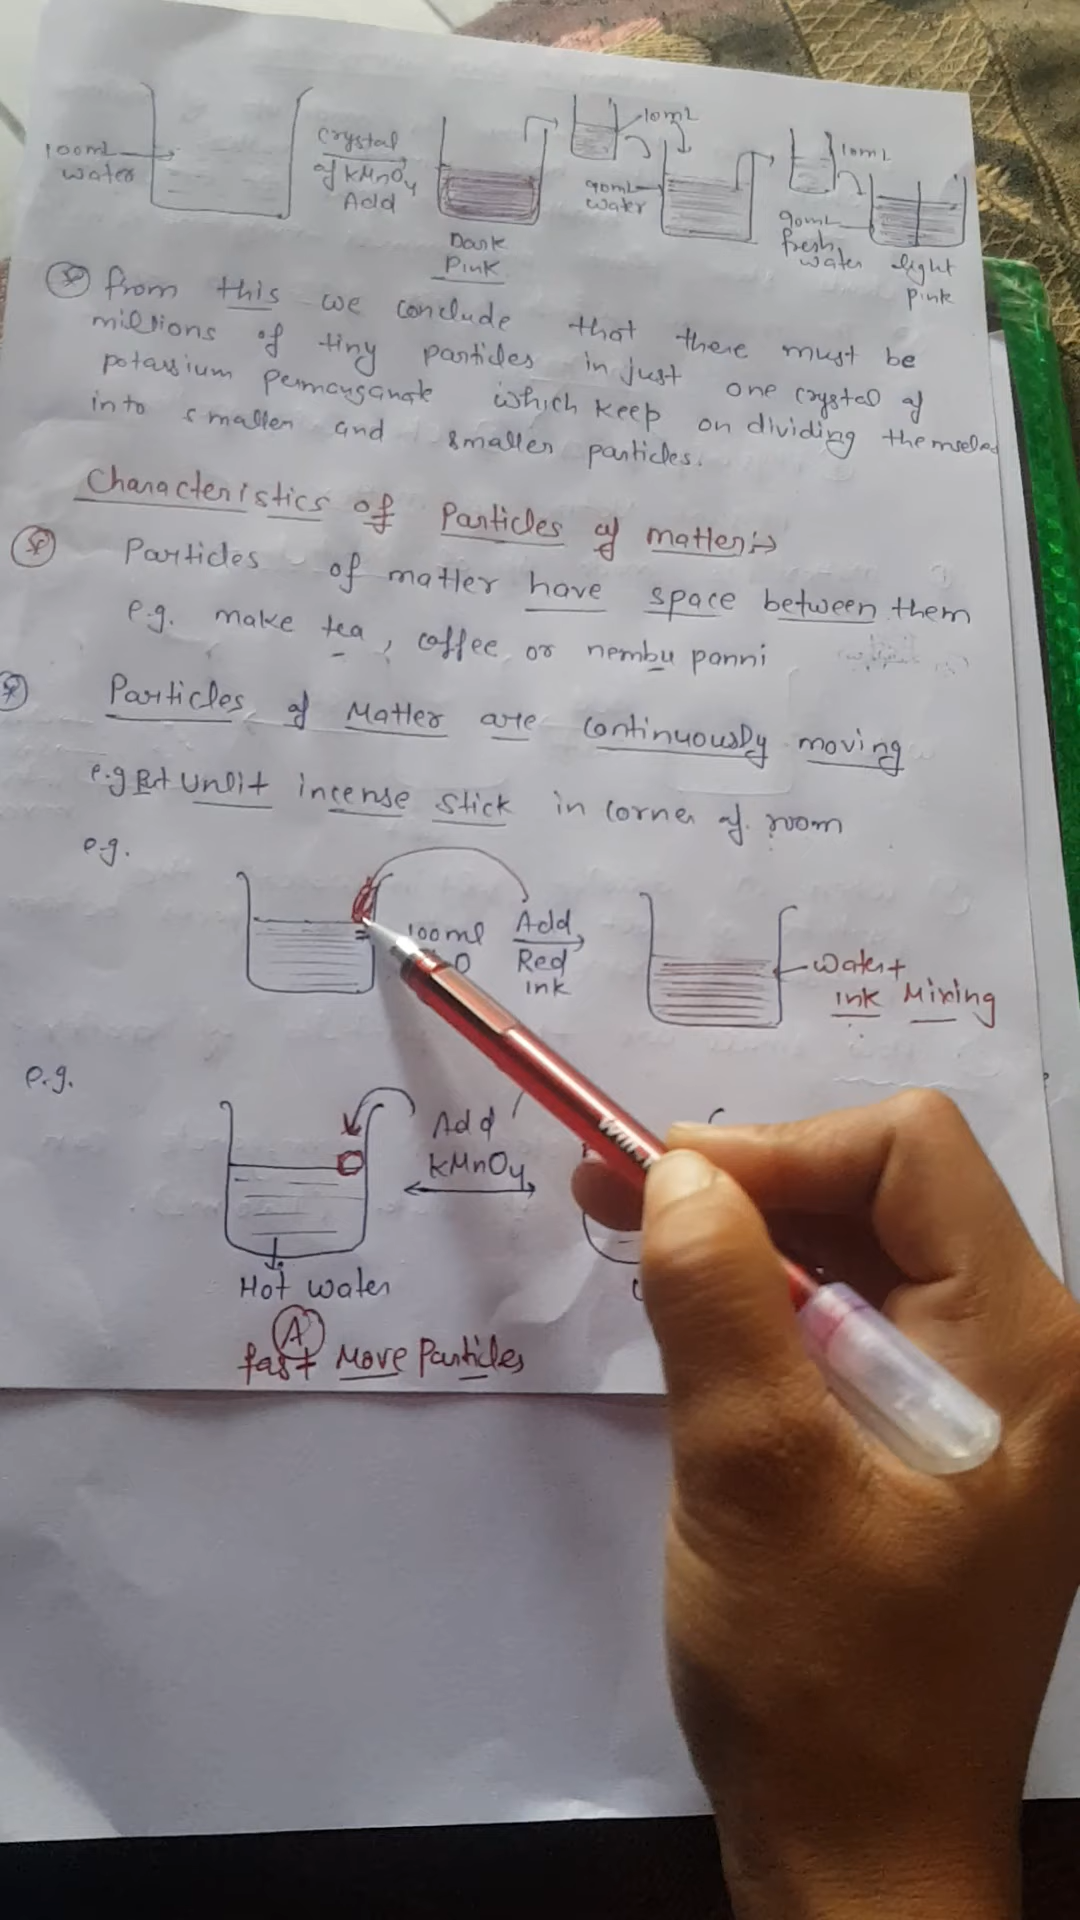 100mL water
Crystal of KMnO4 Add
Dark Pink
10mL
90mL water
10mL
90mL fresh water
light pink
from this we conclude that there must be
millions of tiny particles in just one crystal of
potassium permanganate which keep on dividing themselves
into smaller and smaller particles.
Characteristics of Particles of matter:→
Particles of matter have space between them
e.g. make tea, coffee or nembu panni
Particles of Matter are continuously moving
e.g Put unlit incense stick in corner of room
e.g.
100ml
Add Red ink
Water+ Ink Mixing
e.g.
Add KMnO4
Hot water
A
fast Move Particles